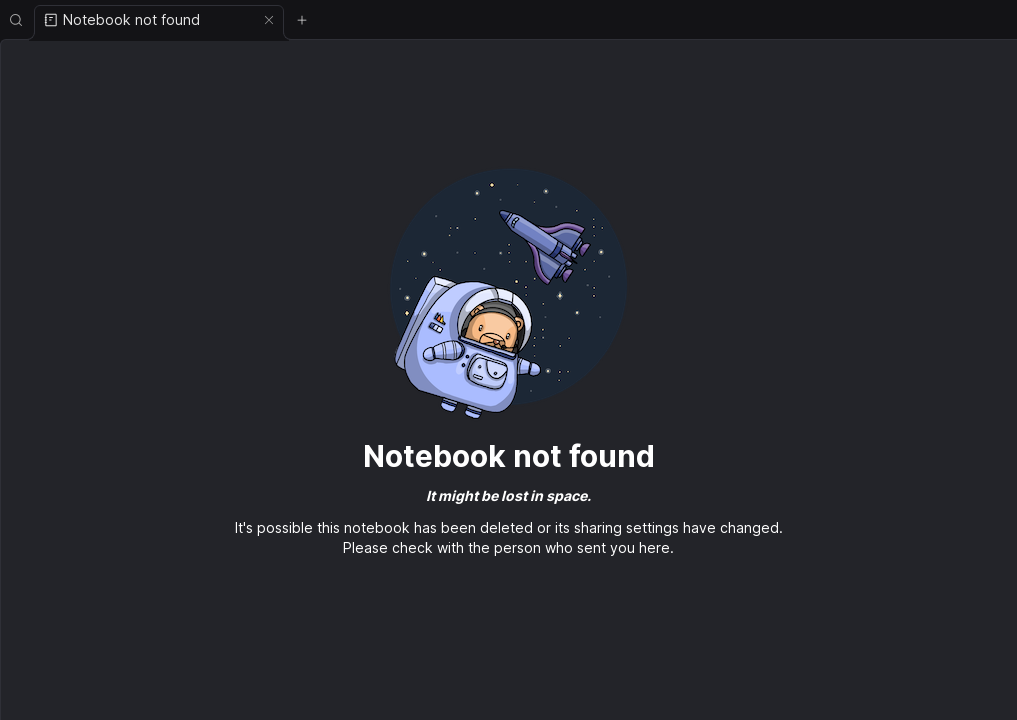 Notebook not found
Notebook not found
It might be lost in space.
It's possible this notebook has been deleted or its sharing settings have changed.
Please check with the person who sent you here.